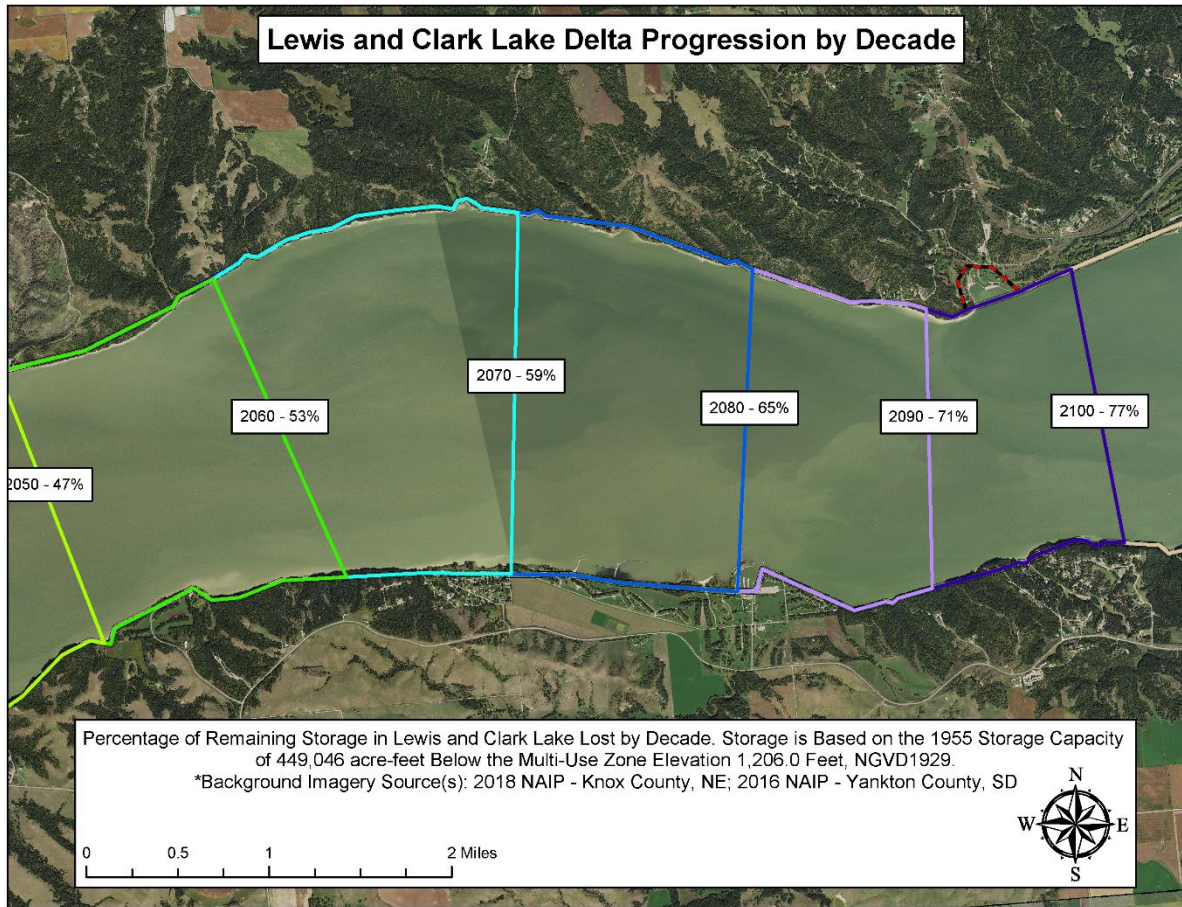 Lewis and Clark Lake Delta Progression by Decade
2050 - 47%
2060 - 53%
2070 - 59%
2080 - 65%
2090 - 71%
2100 - 77%
Percentage of Remaining Storage in Lewis and Clark Lake Lost by Decade. Storage is Based on the 1955 Storage Capacity
of 449,046 acre-feet Below the Multi-Use Zone Elevation 1,206.0 Feet, NGVD1929.
*Background Imagery Source(s): 2018 NAIP - Knox County, NE; 2016 NAIP - Yankton County, SD
0 0.5 1 2 Miles
N
W E
S